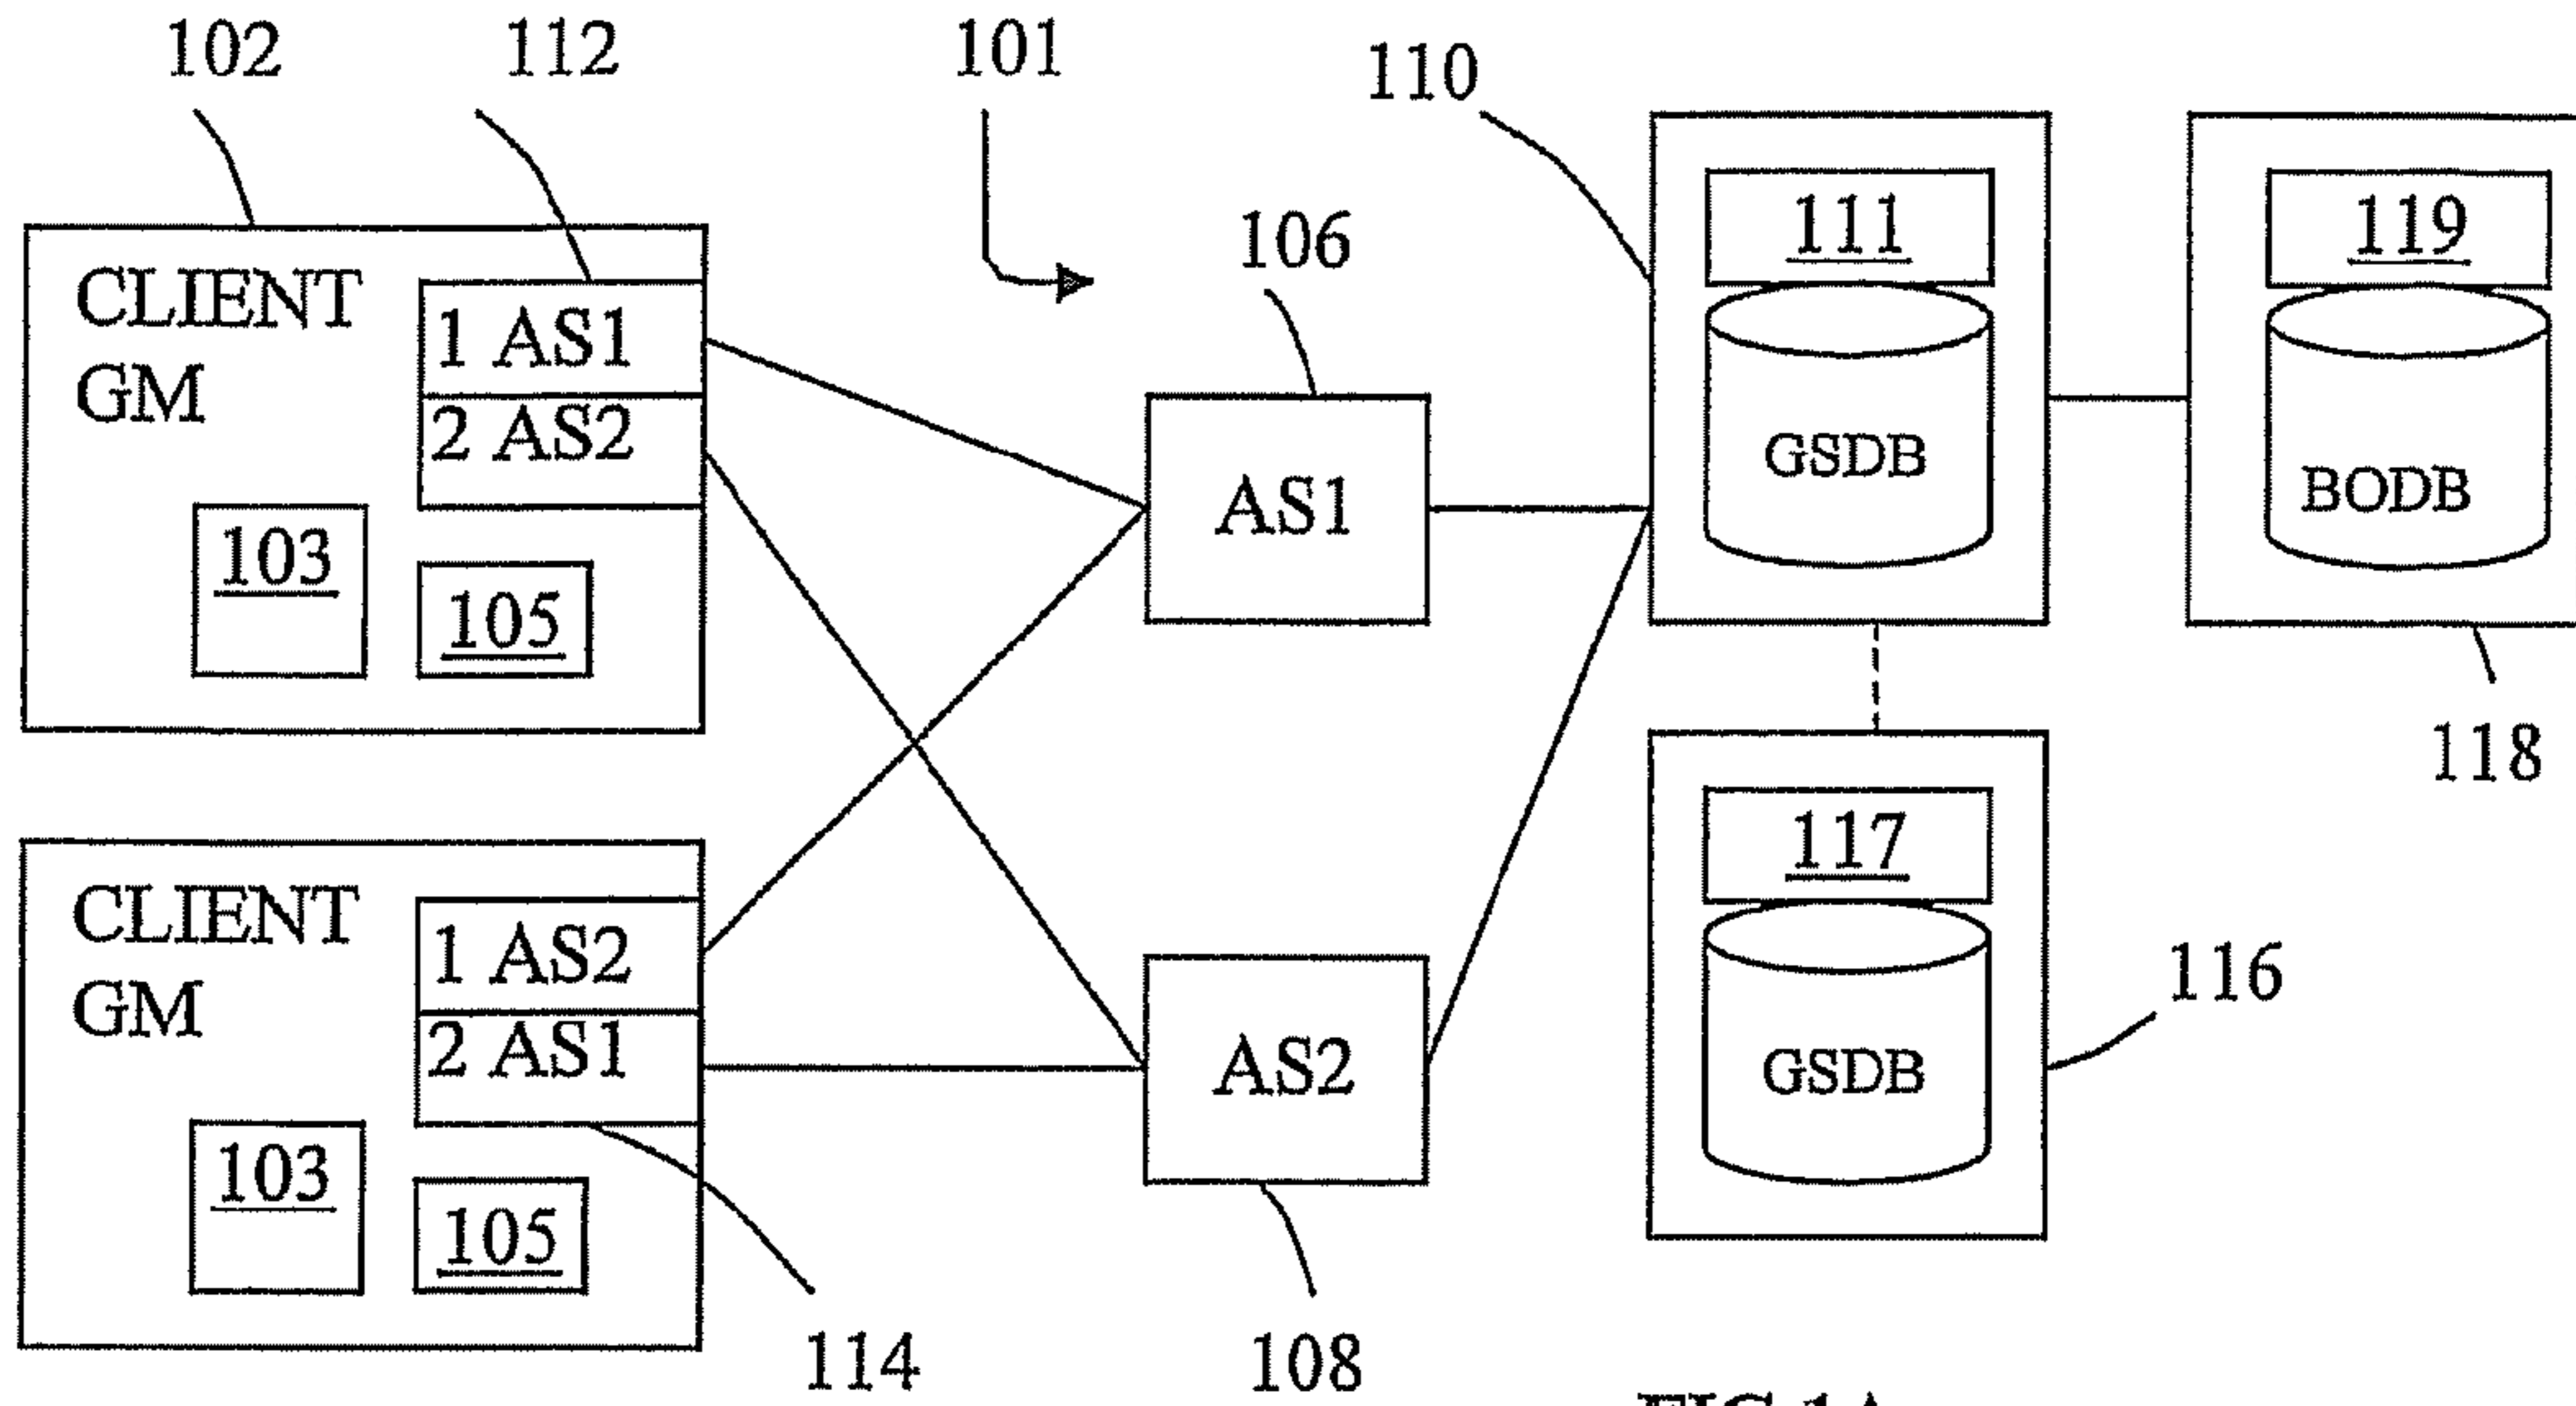 102
112
101
110
106
CLIENT
GM
1 AS1
2 AS2
103
105
AS1
111
GSDB
119
BODB
118
CLIENT
GM
1 AS2
2 AS1
103
105
114
AS2
108
117
GSDB
116